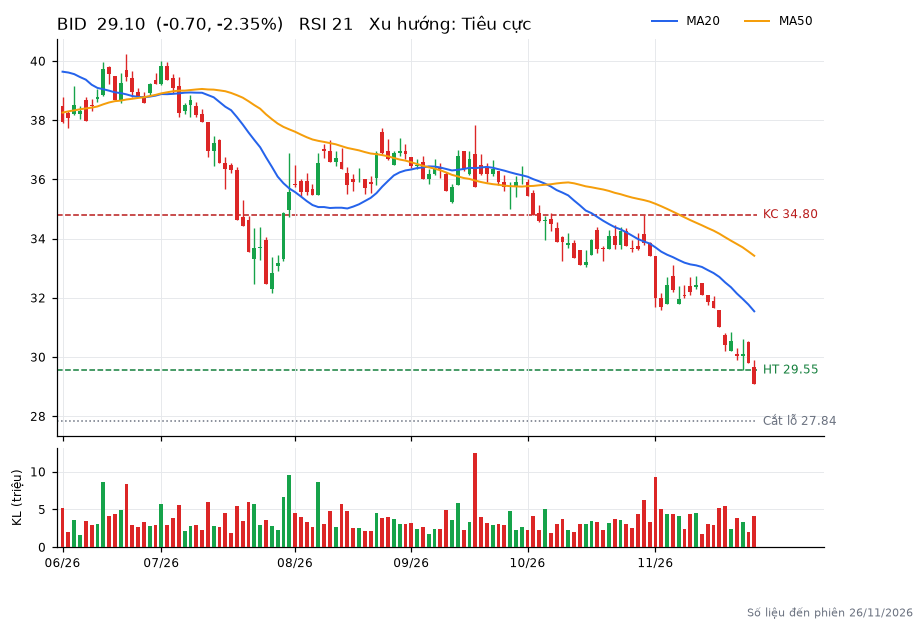 BID 29.10 (-0.70, -2.35%) RSI 21 Xu hướng: Tiêu cực
MA20 MA50
40
38
36
KC 34.80
34
32
30
HT 29.55
28
Cắt lỗ 27.84
KL (triệu)
10
5
0
06/26 07/26 08/26 09/26 10/26 11/26
Số liệu đến phiên 26/11/2026